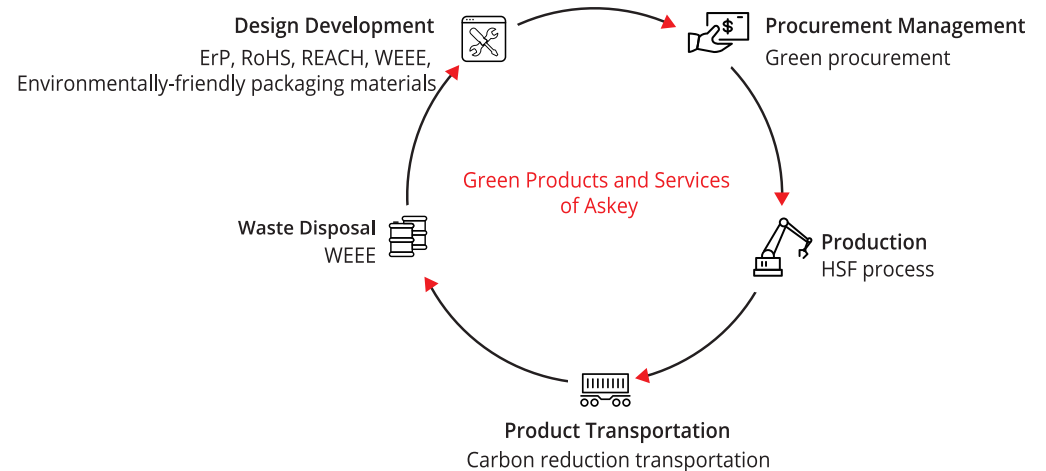 Design Development
ErP, RoHS, REACH, WEEE,
Environmentally-friendly packaging materials
$
Procurement Management
Green procurement
Green Products and Services
of Askey
Waste Disposal
WEEE
Production
HSF process
Product Transportation
Carbon reduction transportation